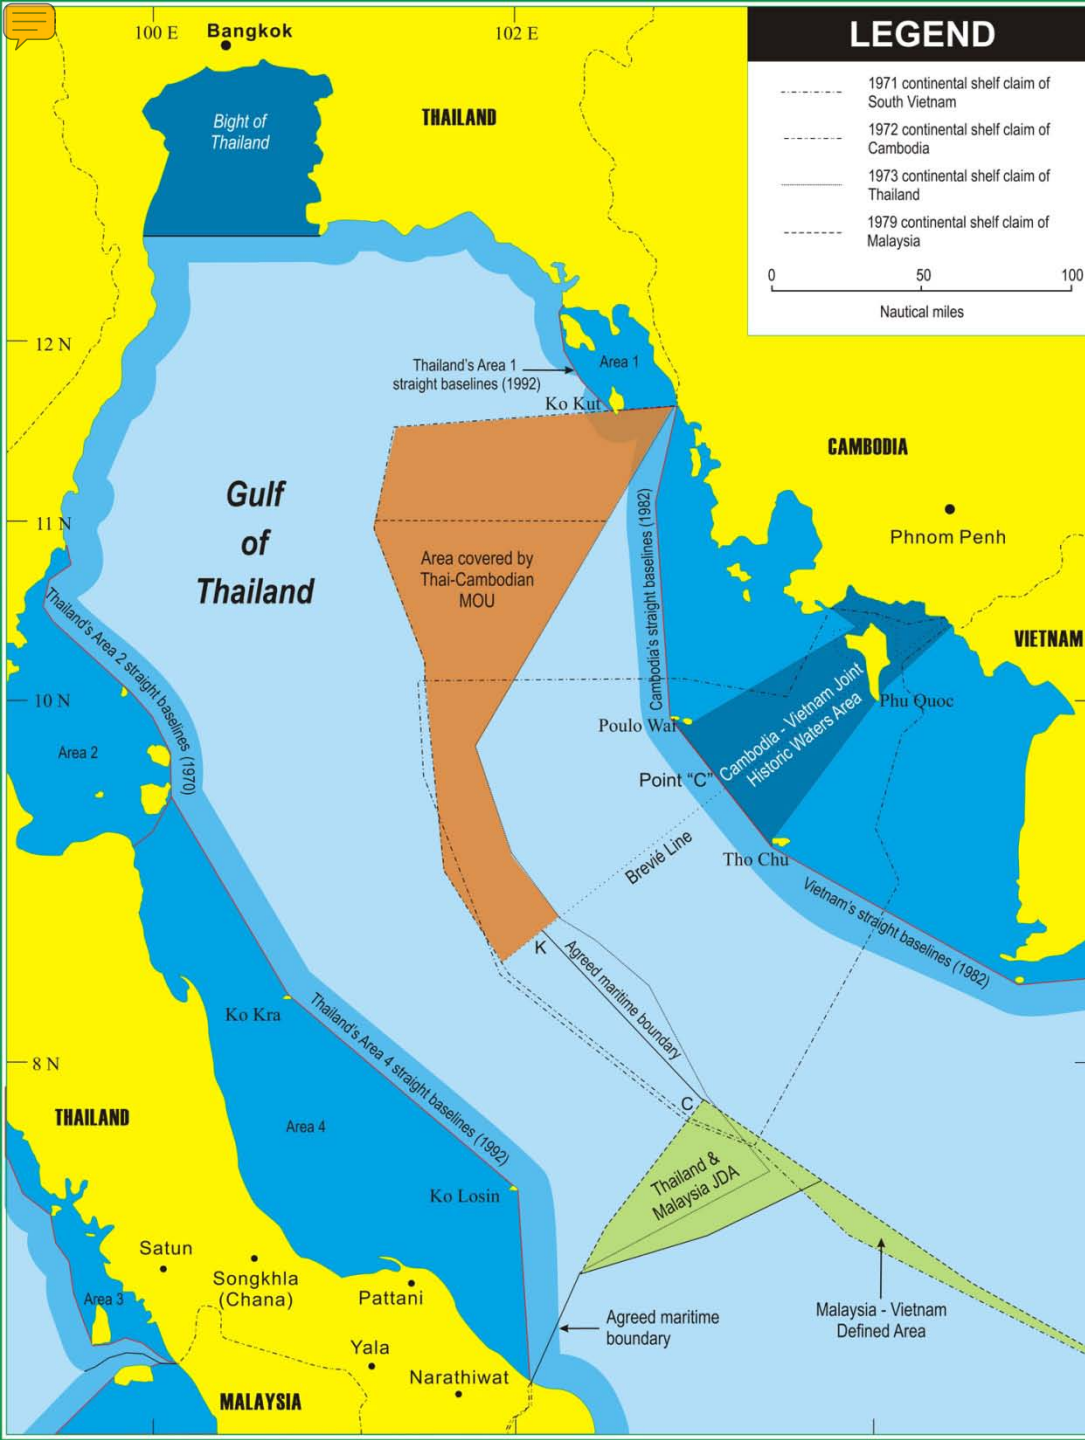 100 E
Bangkok
102 E
LEGEND
1971 continental shelf claim of
South Vietnam
1972 continental shelf claim of
Cambodia
1973 continental shelf claim of
Thailand
1979 continental shelf claim of
Malaysia
0 50 100
Nautical miles
THAILAND
Bight of
Thailand
12 N
Thailand's Area 1
straight baselines (1992)
Area 1
Ko Kut
CAMBODIA
Gulf
of
Thailand
11 N
Phnom Penh
Area covered by
Thai-Cambodian
MOU
Cambodia's straight baselines (1982)
VIETNAM
Thailand's Area 2 straight baselines (1970)
10 N
Phu Quoc
Poulo Wai
Cambodia - Vietnam Joint
Historic Waters Area
Area 2
Point “C”
Brevié Line
Tho Chu
Vietnam's straight baselines (1982)
K
Agreed maritime boundary
Ko Kra
Thailand's Area 4 straight baselines (1992)
8 N
C
THAILAND
Area 4
Thailand &
Malaysia JDA
Ko Losin
Satun
Songkhla
(Chana)
Pattani
Area 3
Agreed maritime
boundary
Malaysia - Vietnam
Defined Area
Yala
Narathiwat
MALAYSIA